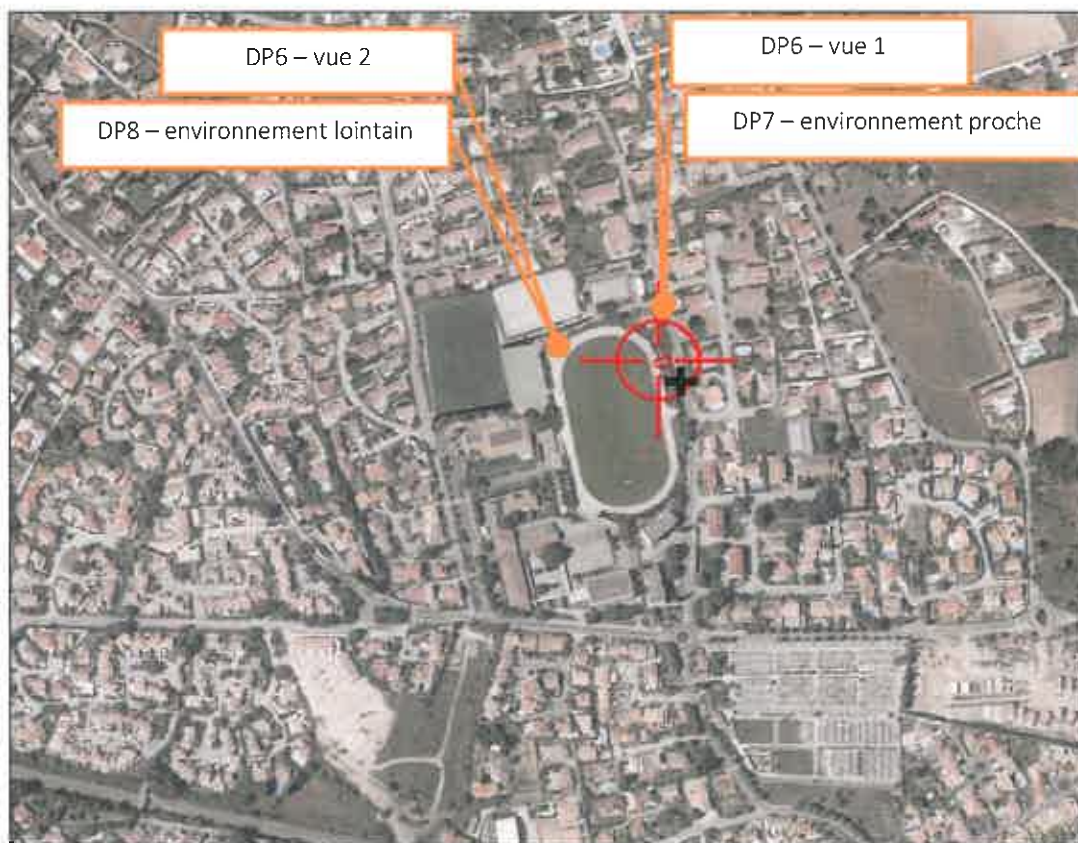 DP6 – vue 2
DP6 – vue 1
DP8 – environnement lointain
DP7 – environnement proche